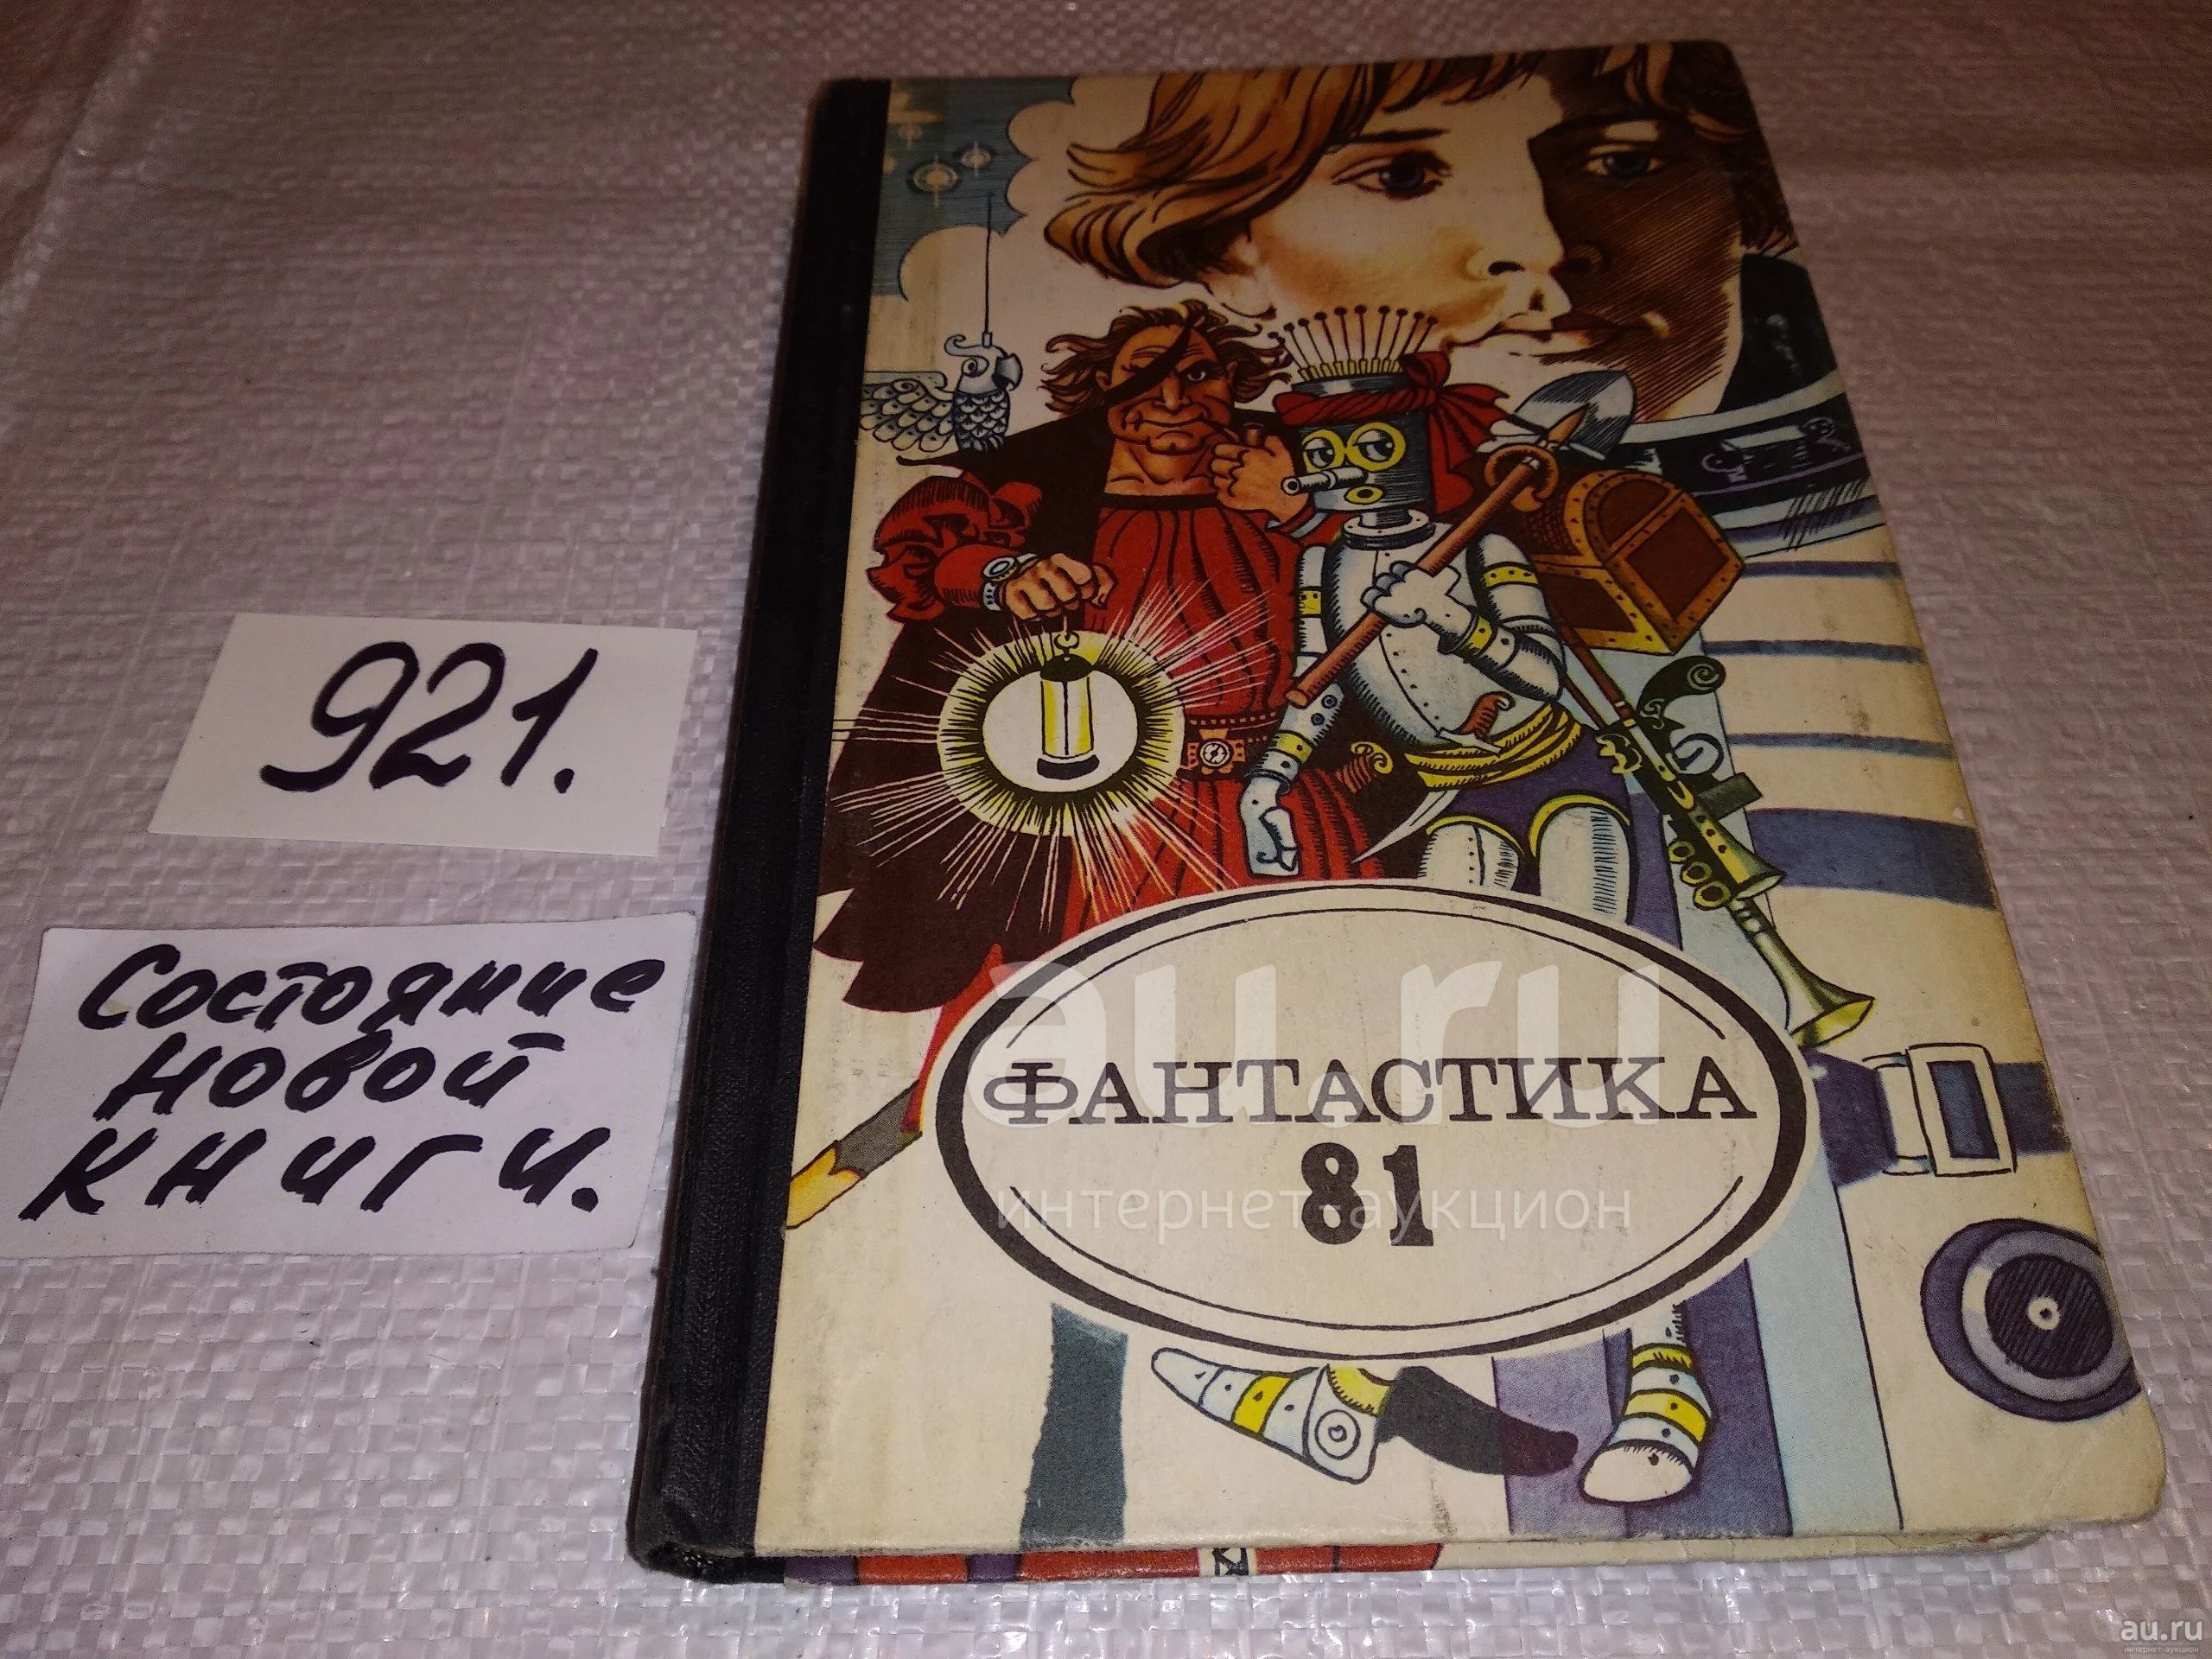 921.
Состояние
новой
книги.
au.ru
ФАНТАСТИКА
81
интернет-аукцион
au.ru
интернет-аукцион